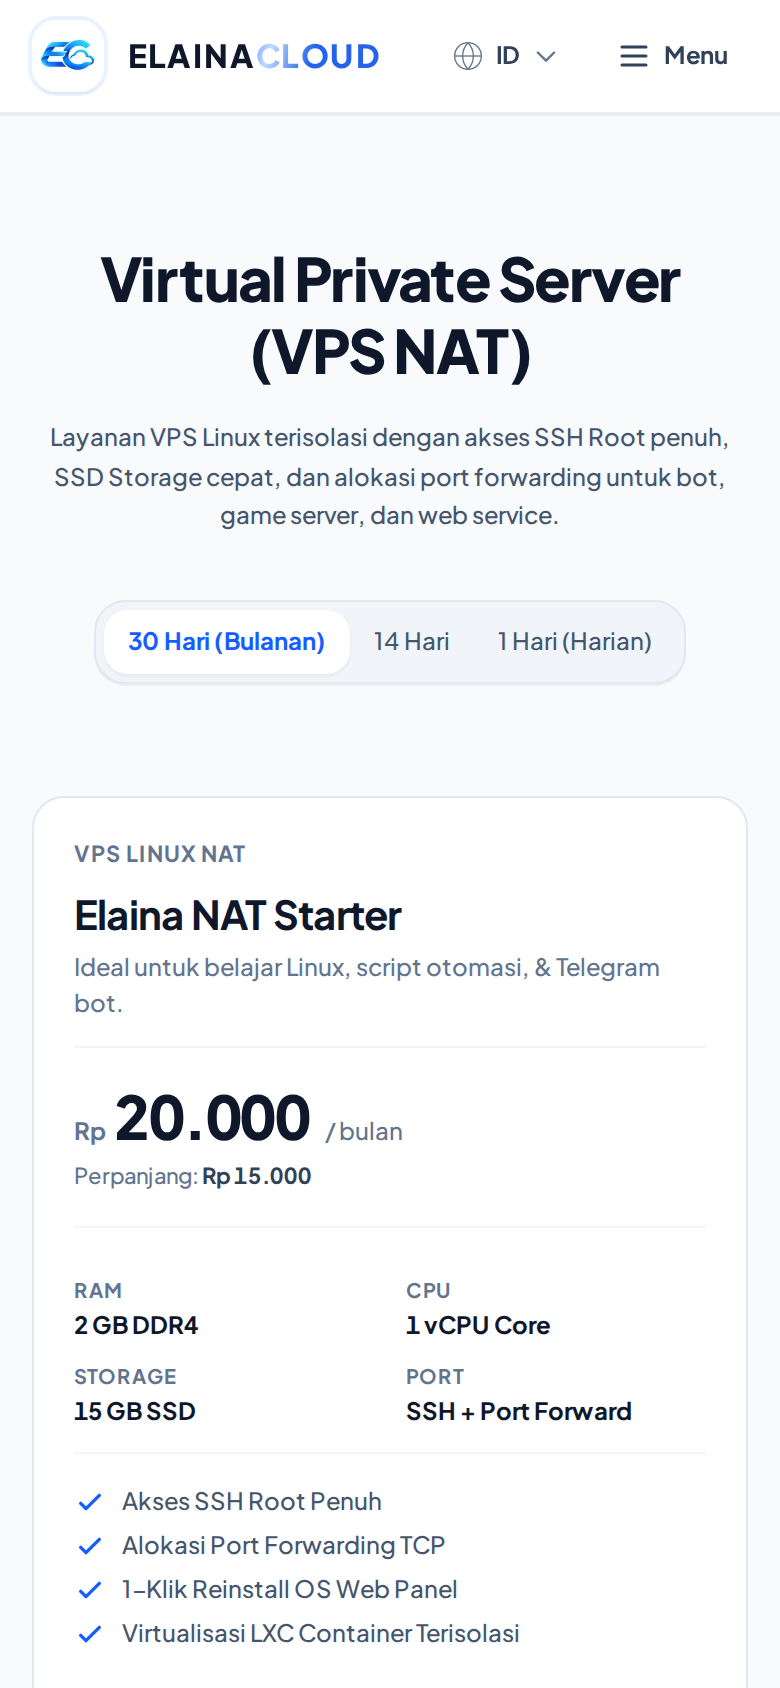 ELAINACLOUD
ID
Menu
Virtual Private Server
(VPS NAT)
Layanan VPS Linux terisolasi dengan akses SSH Root penuh,
SSD Storage cepat, dan alokasi port forwarding untuk bot,
game server, dan web service.
30 Hari (Bulanan)
14 Hari
1 Hari (Harian)
VPS LINUX NAT
Elaina NAT Starter
Ideal untuk belajar Linux, script otomasi, & Telegram
bot.
Rp 20.000 / bulan
Perpanjang: Rp 15.000
RAM
2 GB DDR4
CPU
1 vCPU Core
STORAGE
15 GB SSD
PORT
SSH + Port Forward
Akses SSH Root Penuh
Alokasi Port Forwarding TCP
1-Klik Reinstall OS Web Panel
Virtualisasi LXC Container Terisolasi